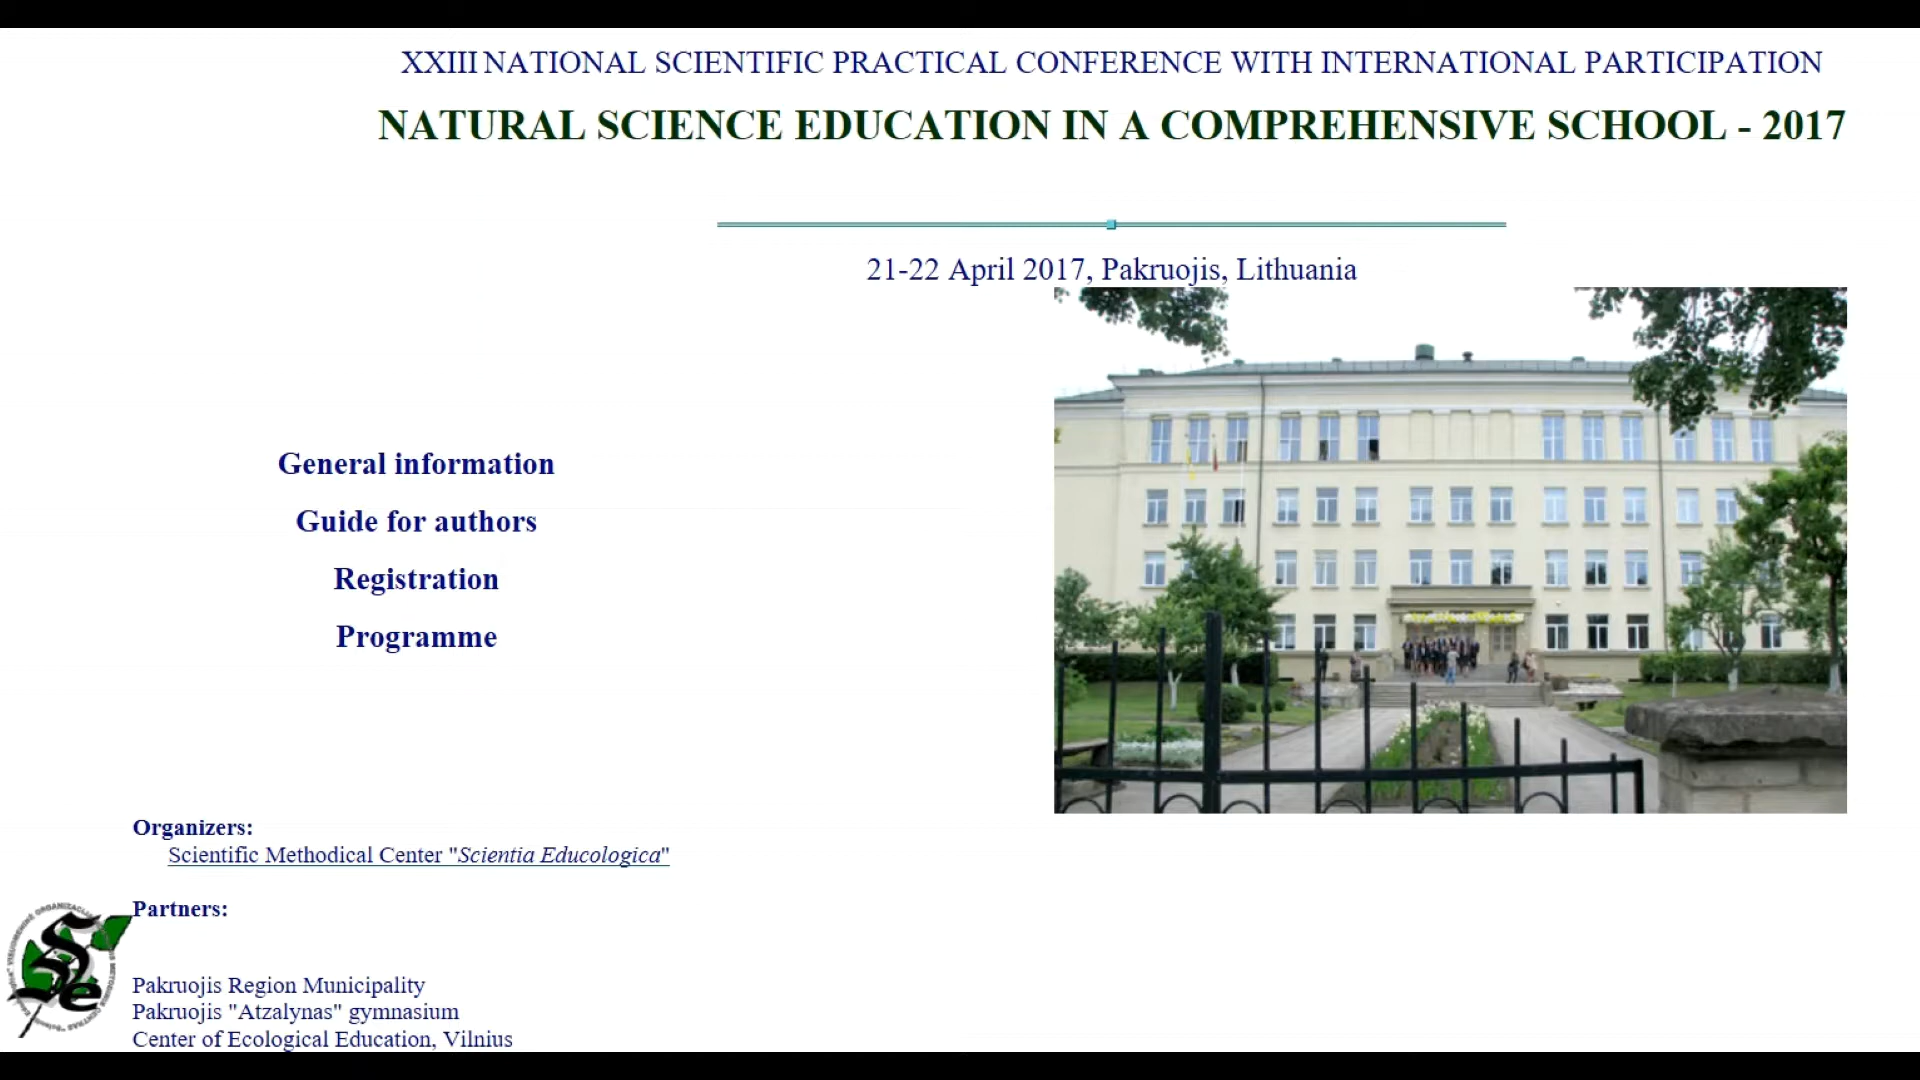 XXIII NATIONAL SCIENTIFIC PRACTICAL CONFERENCE WITH INTERNATIONAL PARTICIPATION
NATURAL SCIENCE EDUCATION IN A COMPREHENSIVE SCHOOL - 2017
21-22 April 2017, Pakruojis, Lithuania
General information
Guide for authors
Registration
Programme
Organizers:
Scientific Methodical Center "Scientia Educologica"
Partners:
Pakruojis Region Municipality
Pakruojis "Atzalynas" gymnasium
Center of Ecological Education, Vilnius